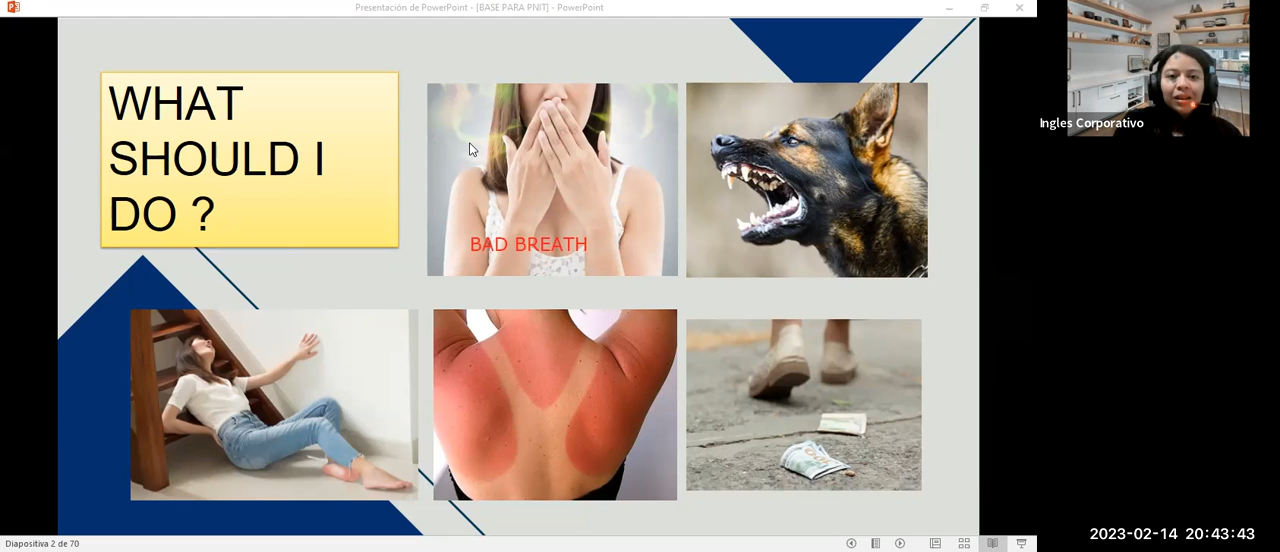 Presentación de PowerPoint - [BASE PARA PNIT] - PowerPoint
WHAT
SHOULD I
DO ?
BAD BREATH
Ingles Corporativo
Diapositiva 2 de 70
2023-02-14 20:43:43